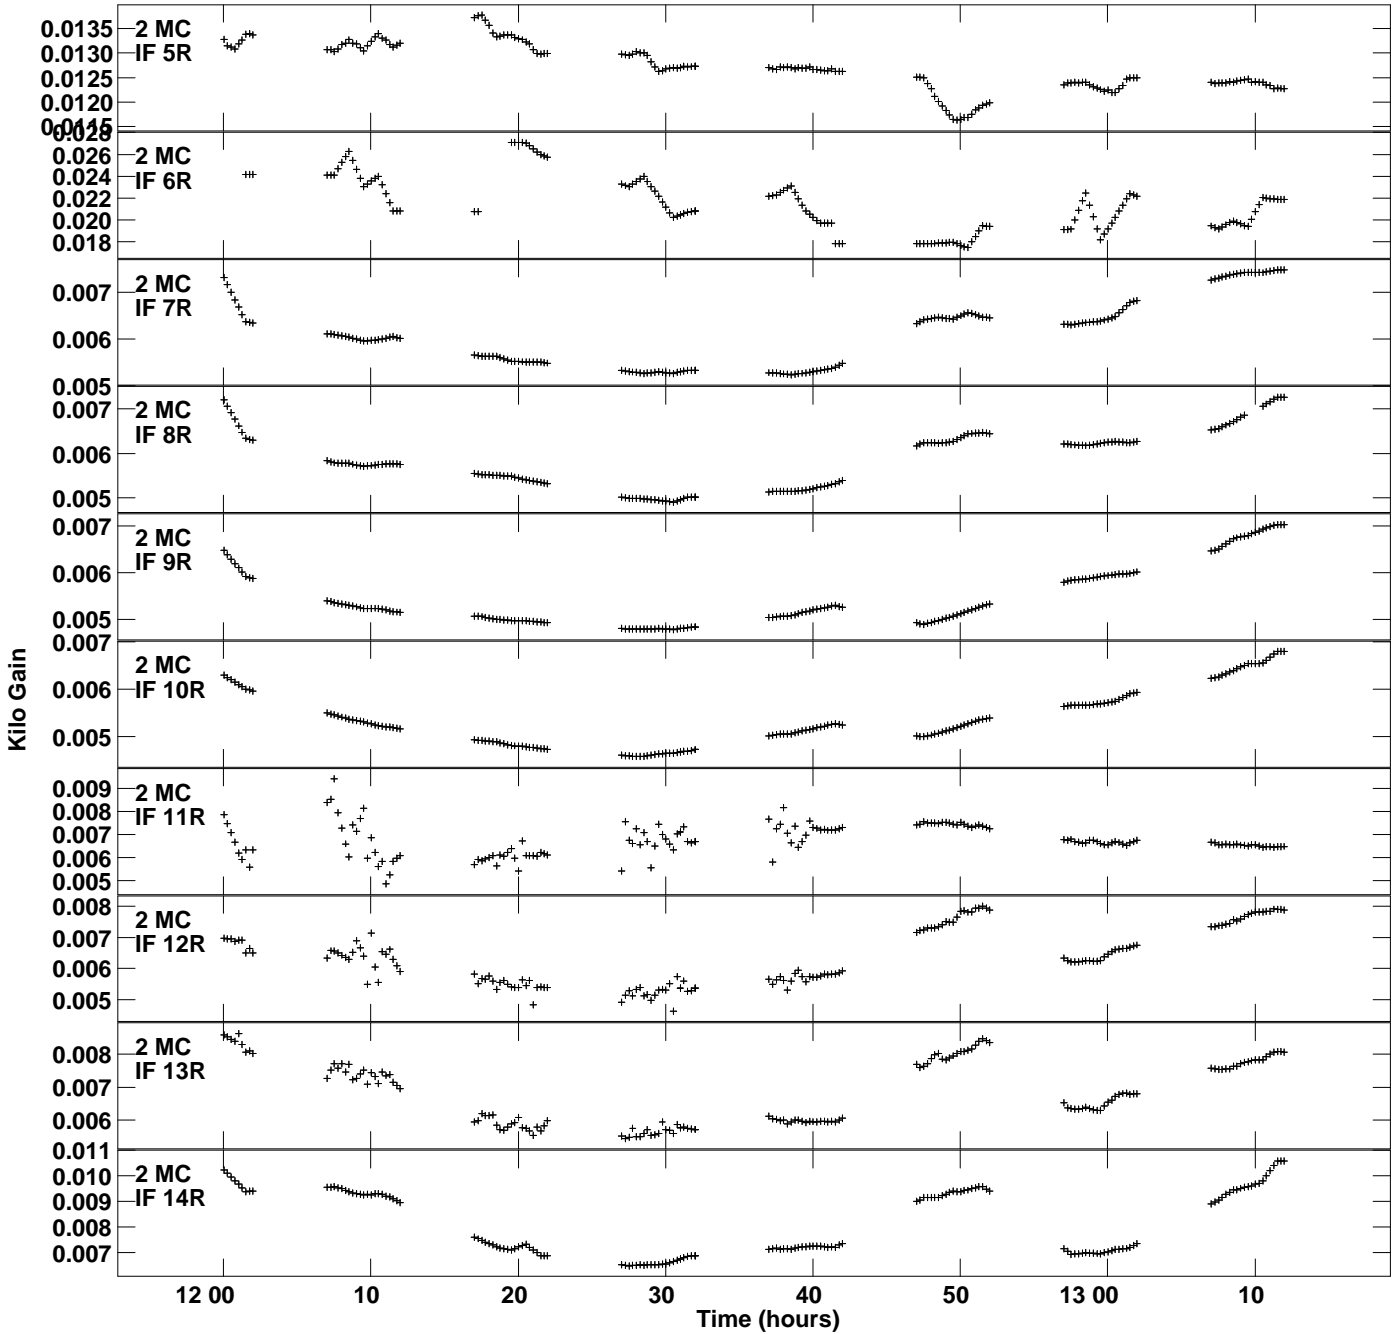 0.0135
2 MC
0.0130
IF 5R
0.0125
0.0120
0.0115
0.028
2 MC
0.026
IF 6R
0.024
0.022
0.020
0.018
2 MC
0.007
IF 7R
0.006
0.005
2 MC
0.007
IF 8R
0.006
0.005
0.007
2 MC
IF 9R
0.006
0.005
0.007
2 MC
IF 10R
0.006
0.005
0.009
2 MC
0.008
IF 11R
0.007
0.006
0.005
0.008
2 MC
0.007
IF 12R
0.006
0.005
2 MC
0.008
IF 13R
0.007
0.006
0.011
2 MC
0.010
IF 14R
0.009
0.008
0.007
Kilo Gain
12 00 10 20 30 40 50 13 00 10
Time (hours)